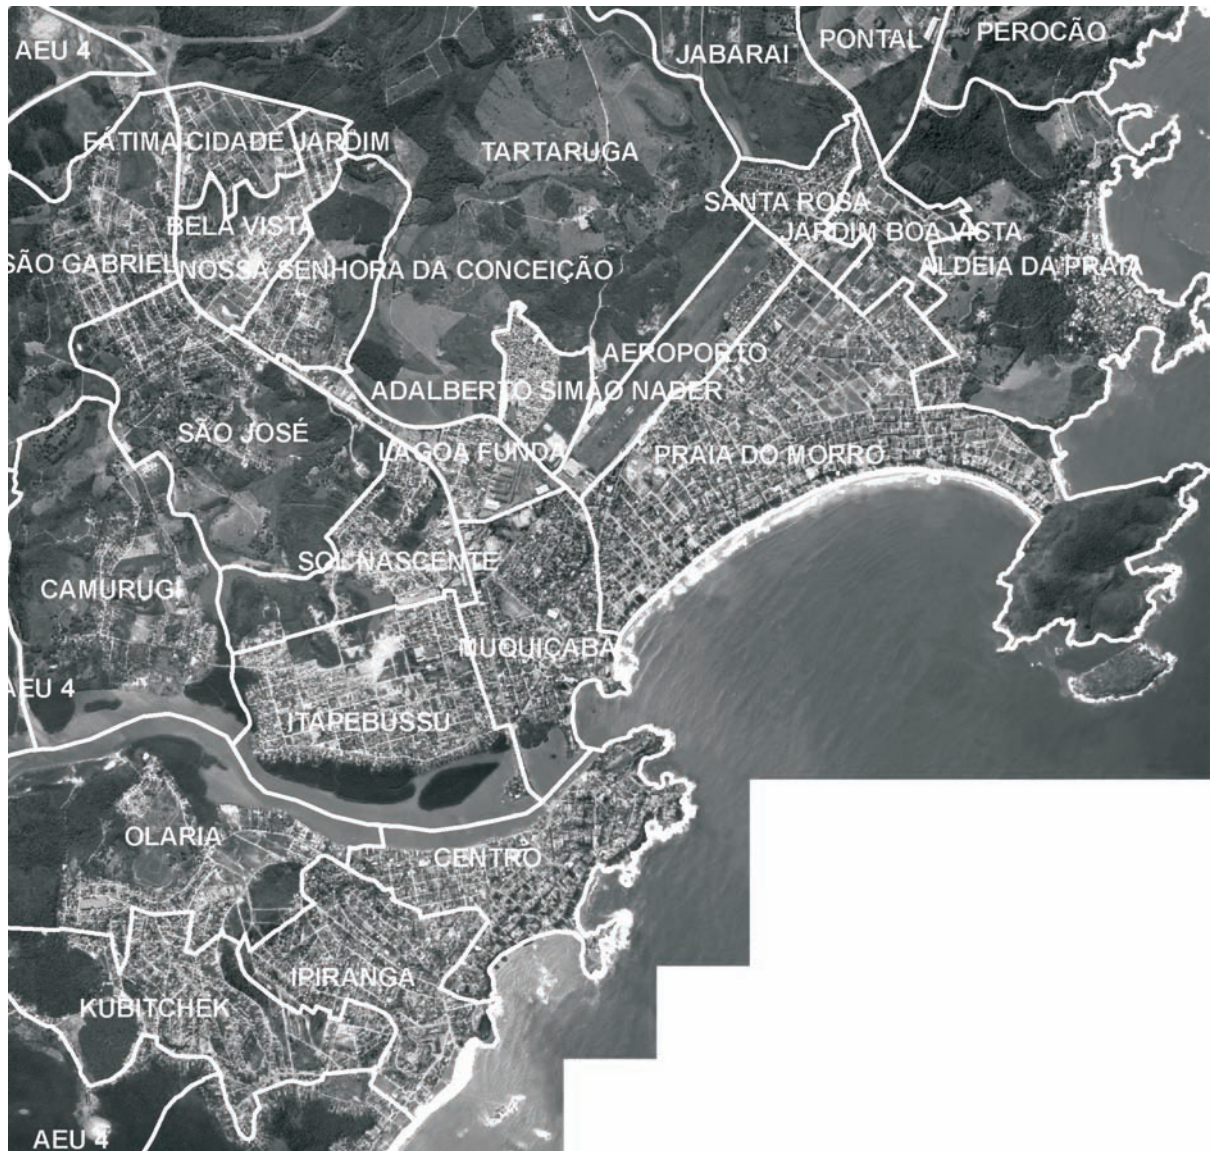 AEU 4
JABARAI
PONTAL
PEROCÃO
FÁTIMA
CIDADE JARDIM
TARTARUGA
SANTA ROSA
BELA VISTA
JARDIM BOA VISTA
SÃO GABRIEL
NOSSA SENHORA DA CONCEIÇÃO
ALDEIA DA PRAIA
AEROPORTO
ADALBERTO SIMÃO NADER
SÃO JOSÉ
LAGOA FUNDA
PRAIA DO MORRO
SOL NASCENTE
CAMURUGI
MUQUIÇABA
AEU 4
ITAPEBUSSU
OLARIA
CENTRO
IPIRANGA
KUBITCHEK
AEU 4